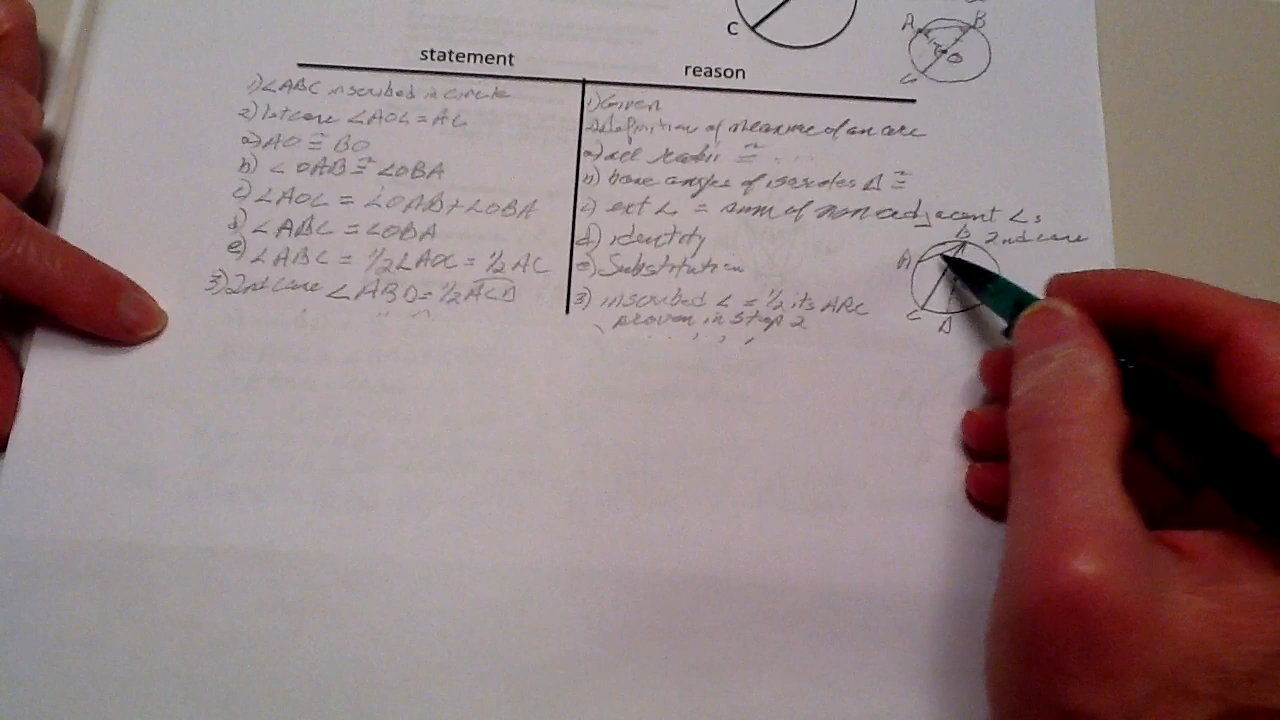 C
A B
O
C
statement reason
1) ∠ABC inscribed in circle
1) Given
2) 1st case ∠AOC = AC
2) definition of measure of an arc
a) AO ≅ BO
a) all radii ≅
b) ∠OAB ≅ ∠OBA
b) base angles of isosceles Δ ≅
c) ∠AOC = ∠OAB + ∠OBA
c) ext ∠ = sum of nonadjacent ∠s
d) ∠ABC = ∠OBA
d) identity
e) ∠ABC = 1/2 ∠AOC = 1/2 AC
e) Substitution
3) 2nd case ∠ABD = 1/2 ACD
3) inscribed ∠ = 1/2 its ARC
proven in step 2
B 2nd case
A
C D